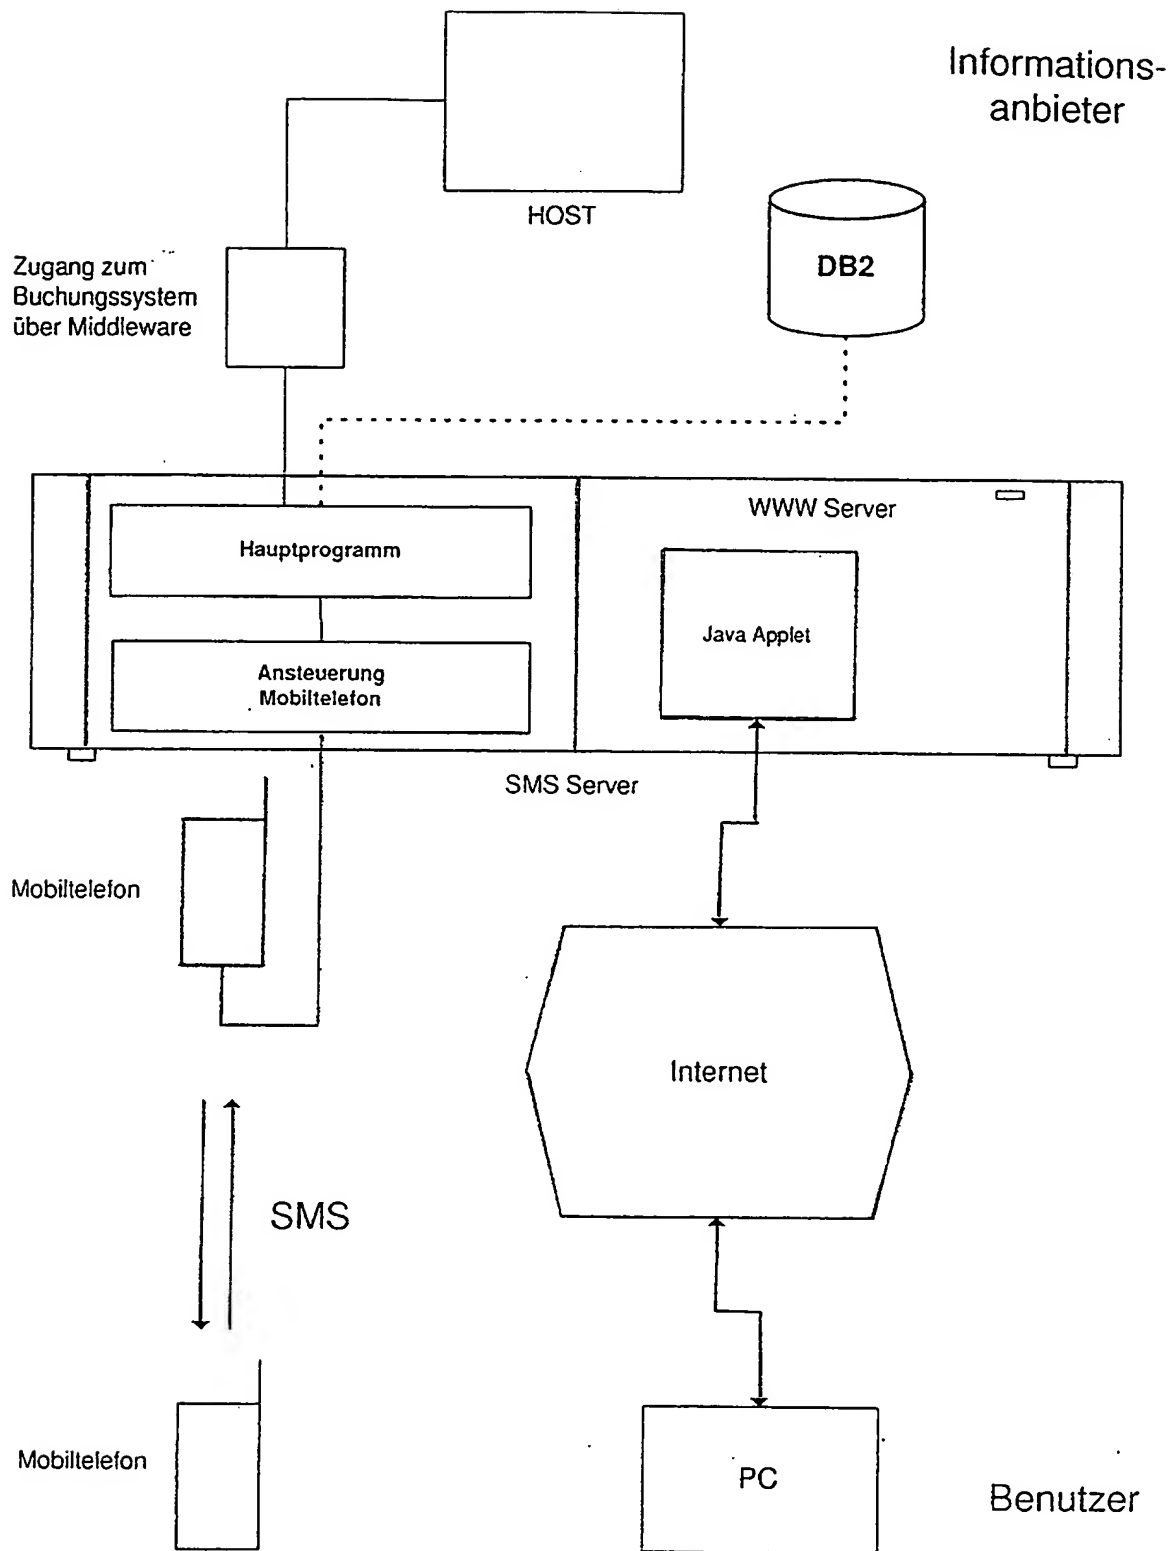 Informations-
anbieter
HOST
DB2
Zugang zum
Buchungssystem
über Middleware
WWW Server
Hauptprogramm
Java Applet
Ansteuerung
Mobiltelefon
SMS Server
Mobiltelefon
Internet
SMS
Mobiltelefon
PC
Benutzer